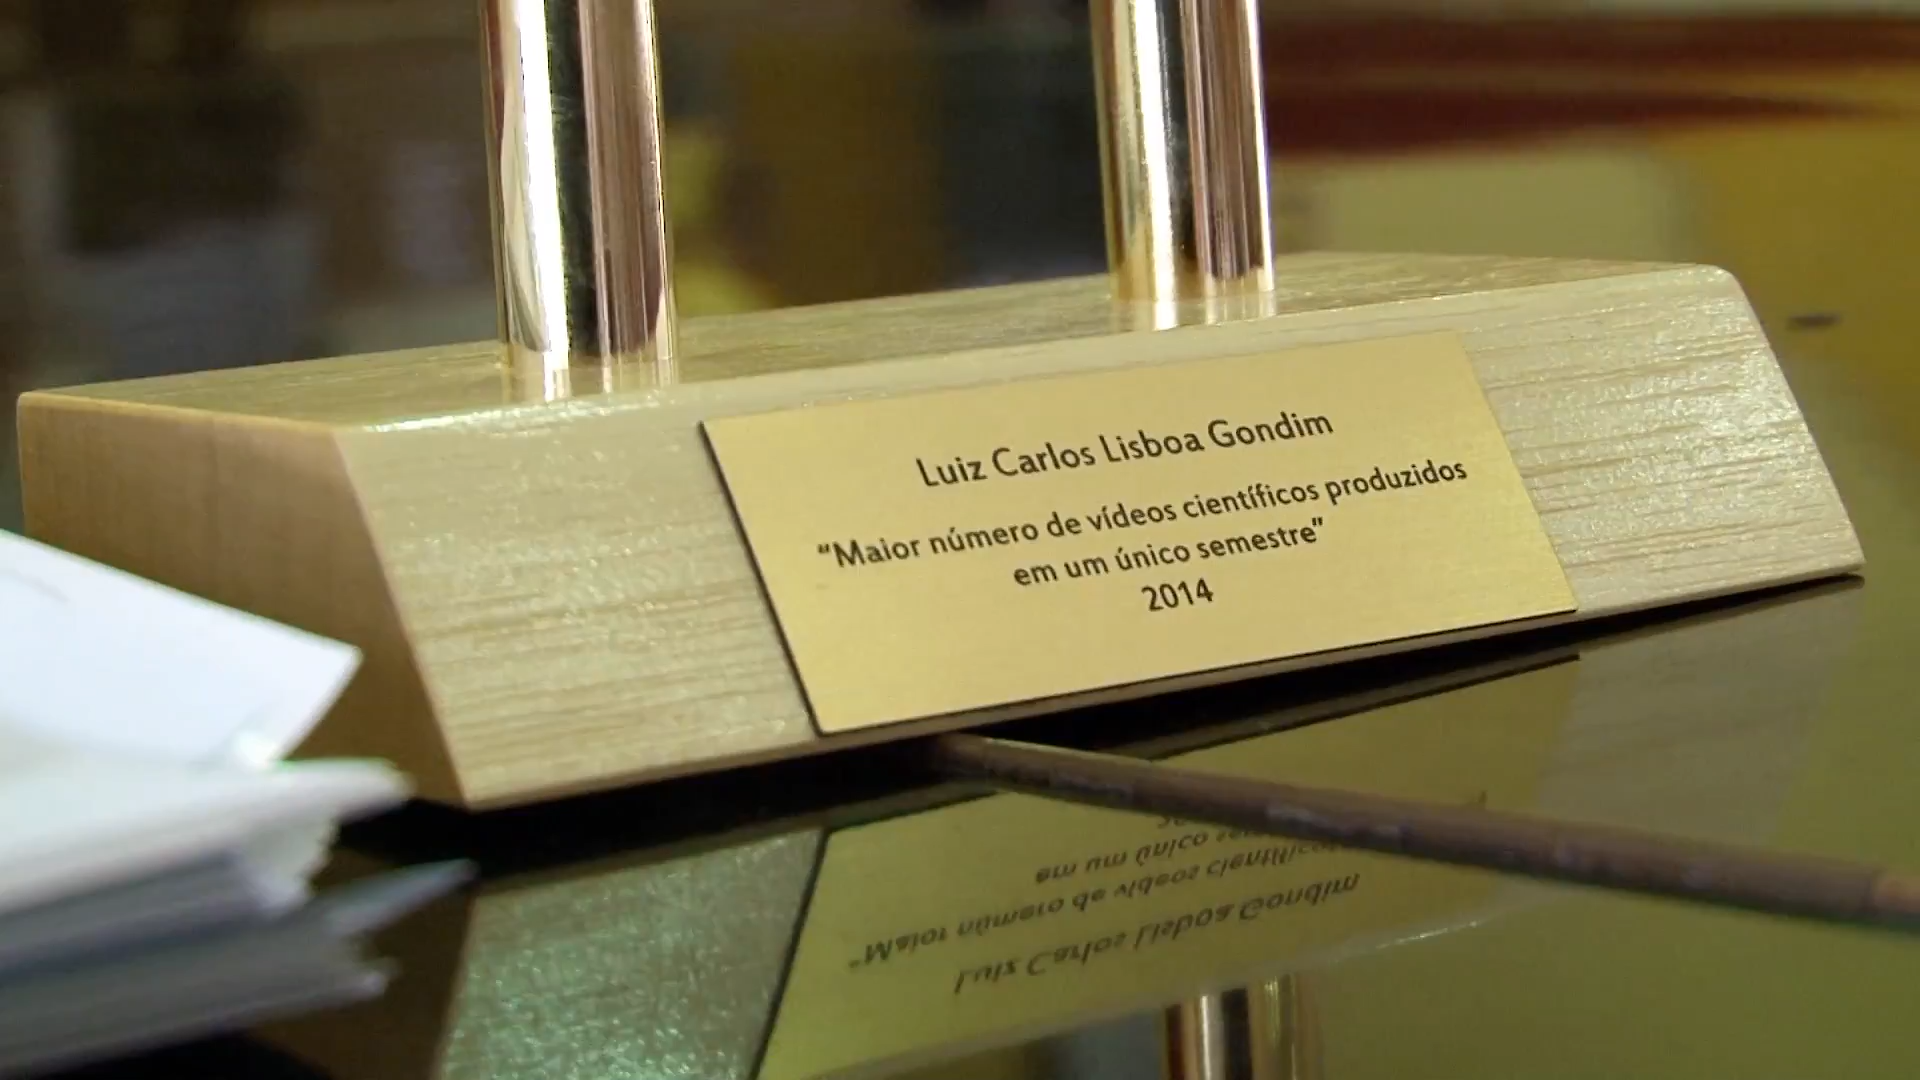 Luiz Carlos Lisboa Gondim
“Maior número de vídeos científicos produzidos
em um único semestre”
2014